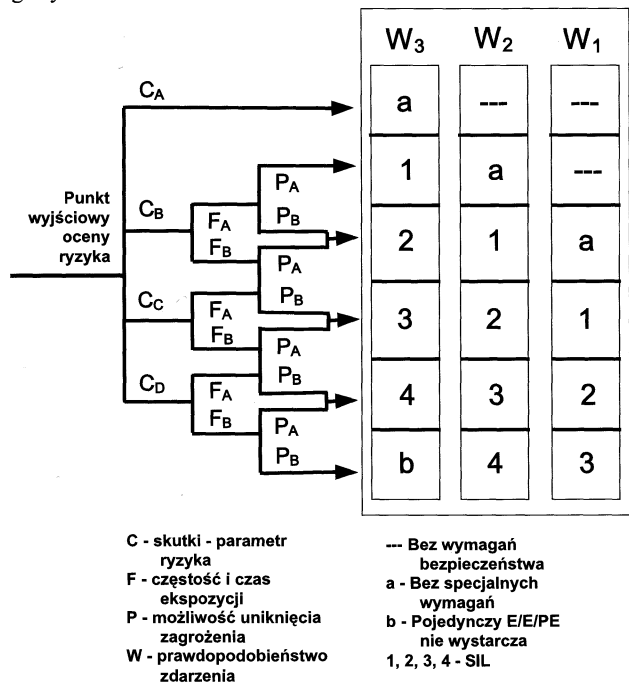 W3 W2 W1
CA
a --- ---
PA
1 a ---
Punkt
wyjściowy
oceny
ryzyka
CB
FA
FB
PB
2 1 a
PA
CC
FA
FB
PB
3 2 1
PA
CD
FA
FB
PB
4 3 2
PA
PB
b 4 3
C - skutki - parametr
ryzyka
F - częstość i czas
ekspozycji
P - możliwość uniknięcia
zagrożenia
W - prawdopodobieństwo
zdarzenia
--- Bez wymagań
bezpieczeństwa
a - Bez specjalnych
wymagań
b - Pojedynczy E/E/PE
nie wystarcza
1, 2, 3, 4 - SIL